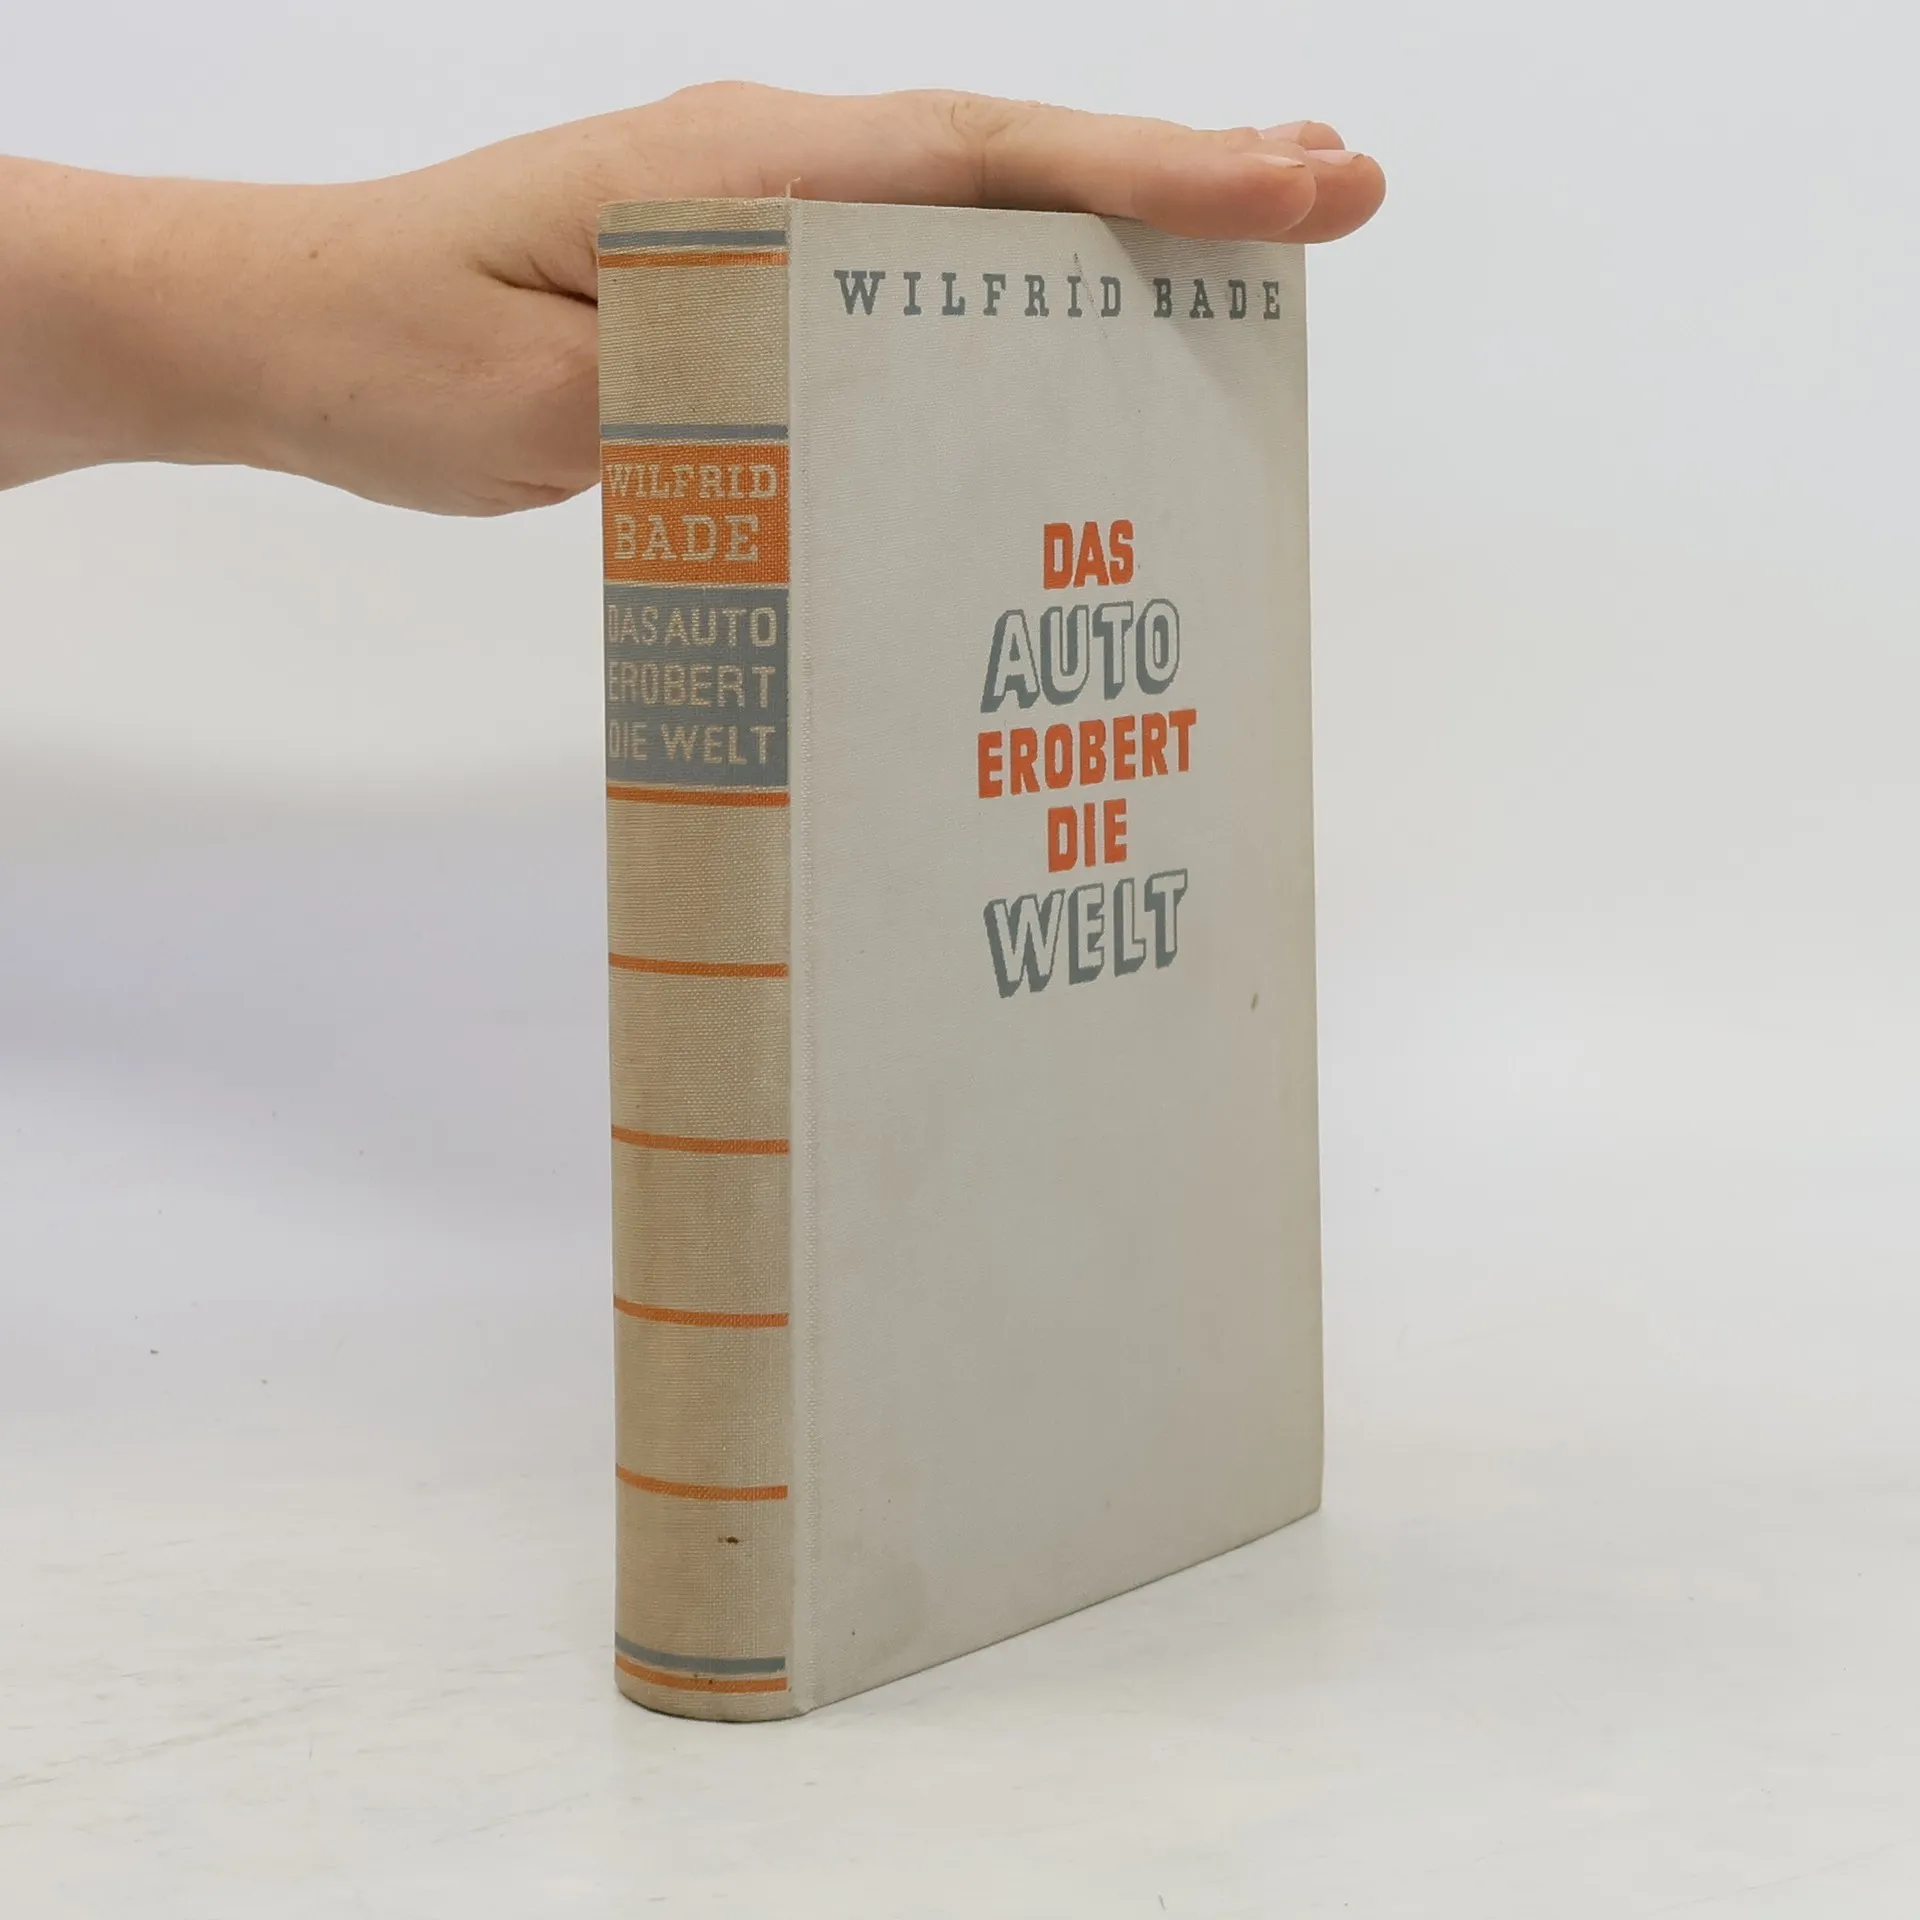 WILFRID
BADE
DAS AUTO
EROBERT
DIE WELT
WILFRID BADE
DAS
AUTO
EROBERT
DIE
WELT